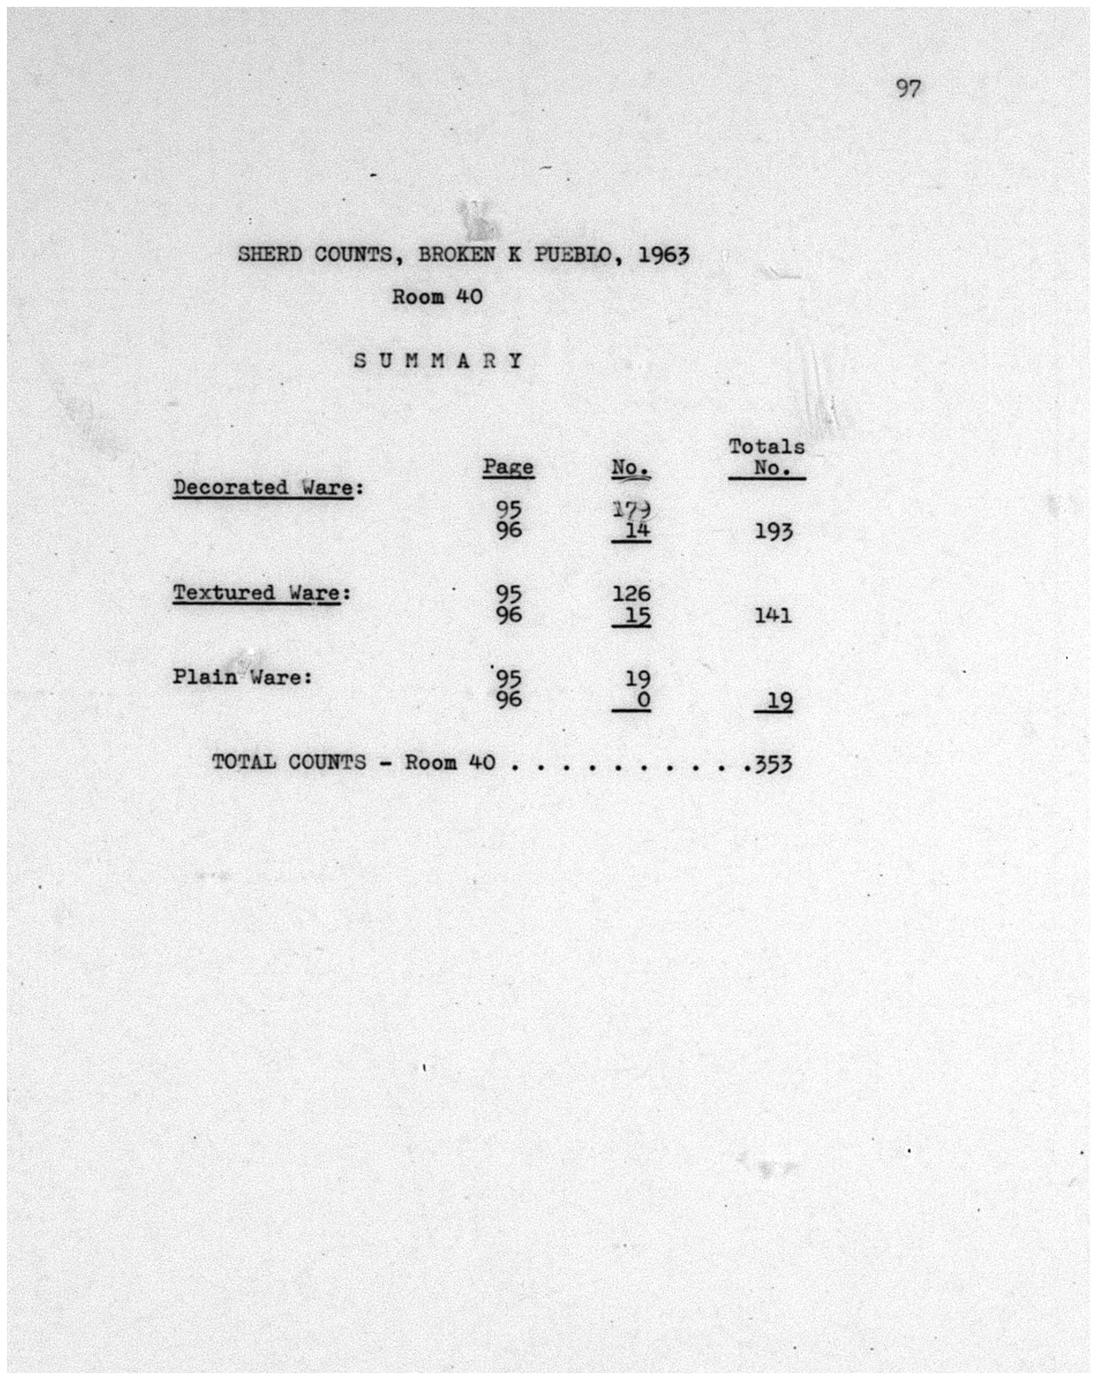 97
SHERD COUNTS, BROKEN K PUEBLO, 1963
Room 40
S U M M A R Y
Totals
Page No. No.
Decorated Ware:
95 179
96 14 193
Textured Ware: 95 126
96 15 141
Plain Ware: 95 19
96 0 19
TOTAL COUNTS - Room 40 . . . . . . . . . .353